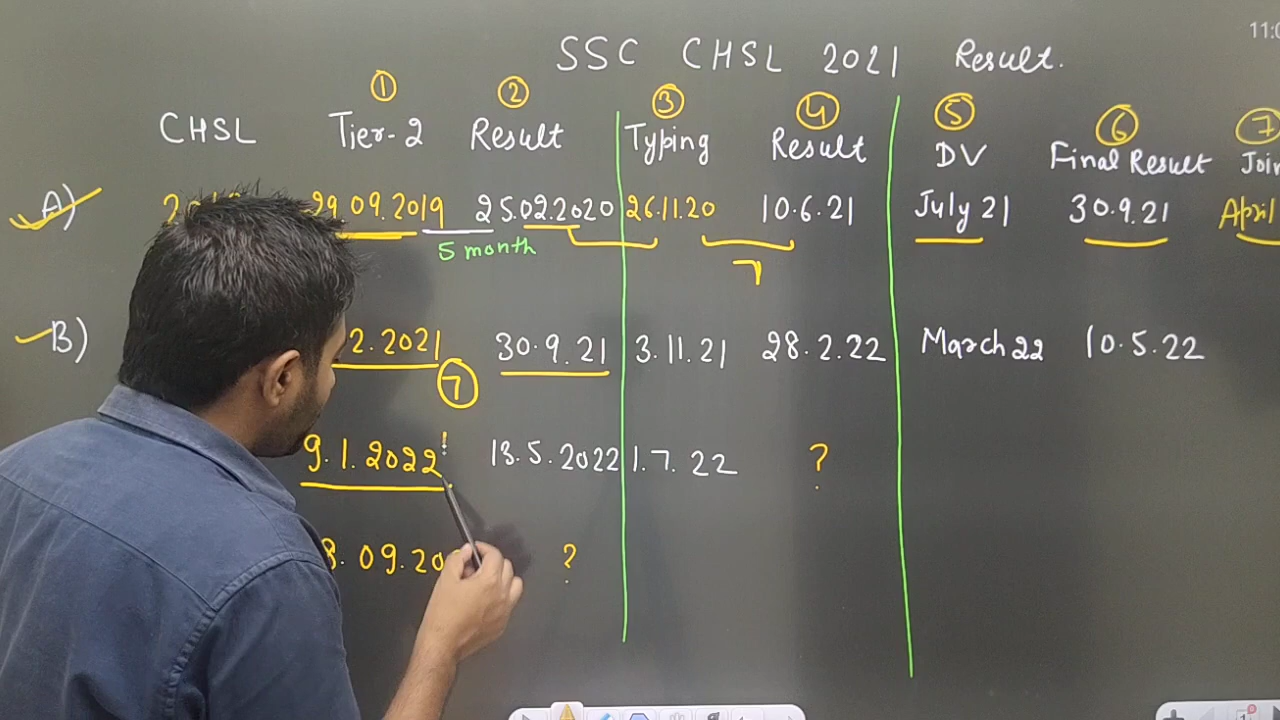 11:0
SSC CHSL 2021 Result.
1 2 3 4 5 6 7
CHSL Tier-2 Result Typing Result DV Final Result Join
A) 29.09.2019 25.02.2020 26.11.20 10.6.21 July 21 30.9.21 April
5 month 7
B) 2.2021 30.9.21 3.11.21 28.2.22 March 22 10.5.22
7
9.1.2022! 13.5.2022 1.7.22 ?
8.09.20 ?